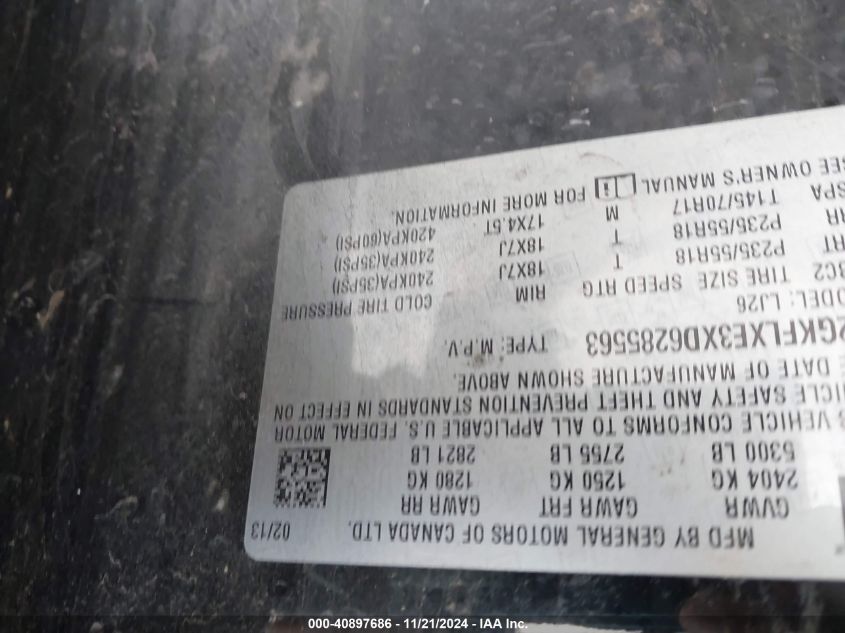 MFD BY GENERAL MOTORS OF CANADA LTD. 02/13
GVWR GAWR FRT GAWR RR
2404 KG 1250 KG 1280 KG
5300 LB 2755 LB 2821 LB
VEHICLE CONFORMS TO ALL APPLICABLE U.S. FEDERAL MOTOR
ICLE SAFETY AND THEFT PREVENTION STANDARDS IN EFFECT ON
E DATE OF MANUFACTURE SHOWN ABOVE.
2GKFLXE3XD6285563 TYPE: M.P.V.
ODEL: LJ26
BC2 TIRE SIZE SPEED RTG RIM COLD TIRE PRESSURE
RT P235/55R18 T 18X7J 240KPA(35PSI)
RR P235/55R18 T 18X7J 240KPA(35PSI)
SPA T145/70R17 M 17X4.5T 420KPA(60PSI)
SEE OWNER'S MANUAL FOR MORE INFORMATION.
000-40897686 - 11/21/2024 - IAA Inc.